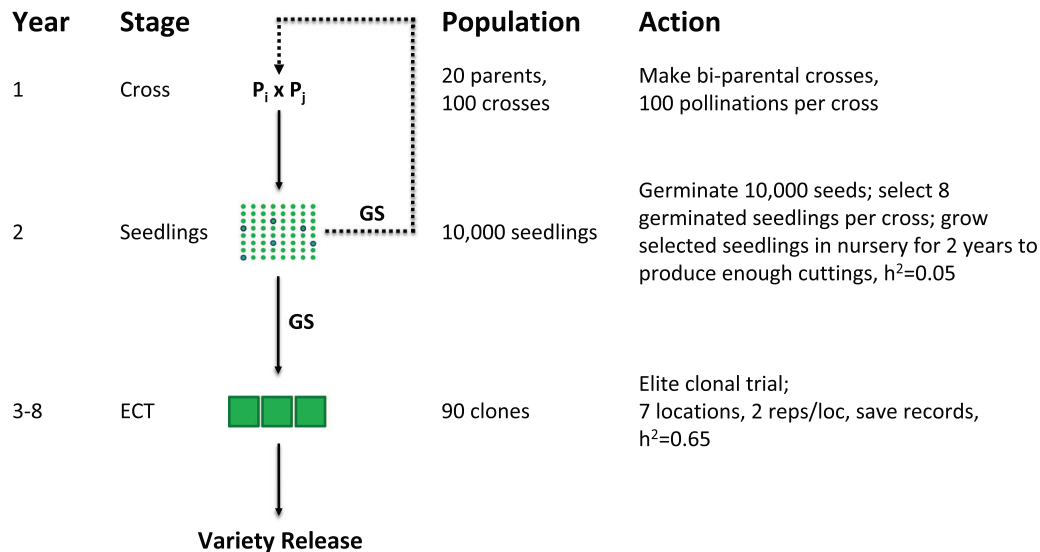 Year Stage Population Action
1 Cross Pi x Pj 20 parents, Make bi-parental crosses,
100 crosses 100 pollinations per cross
Germinate 10,000 seeds; select 8
GS germinated seedlings per cross; grow
2 Seedlings 10,000 seedlings selected seedlings in nursery for 2 years to
produce enough cuttings, h²=0.05
GS
Elite clonal trial;
3-8 ECT 90 clones 7 locations, 2 reps/loc, save records,
h²=0.65
Variety Release